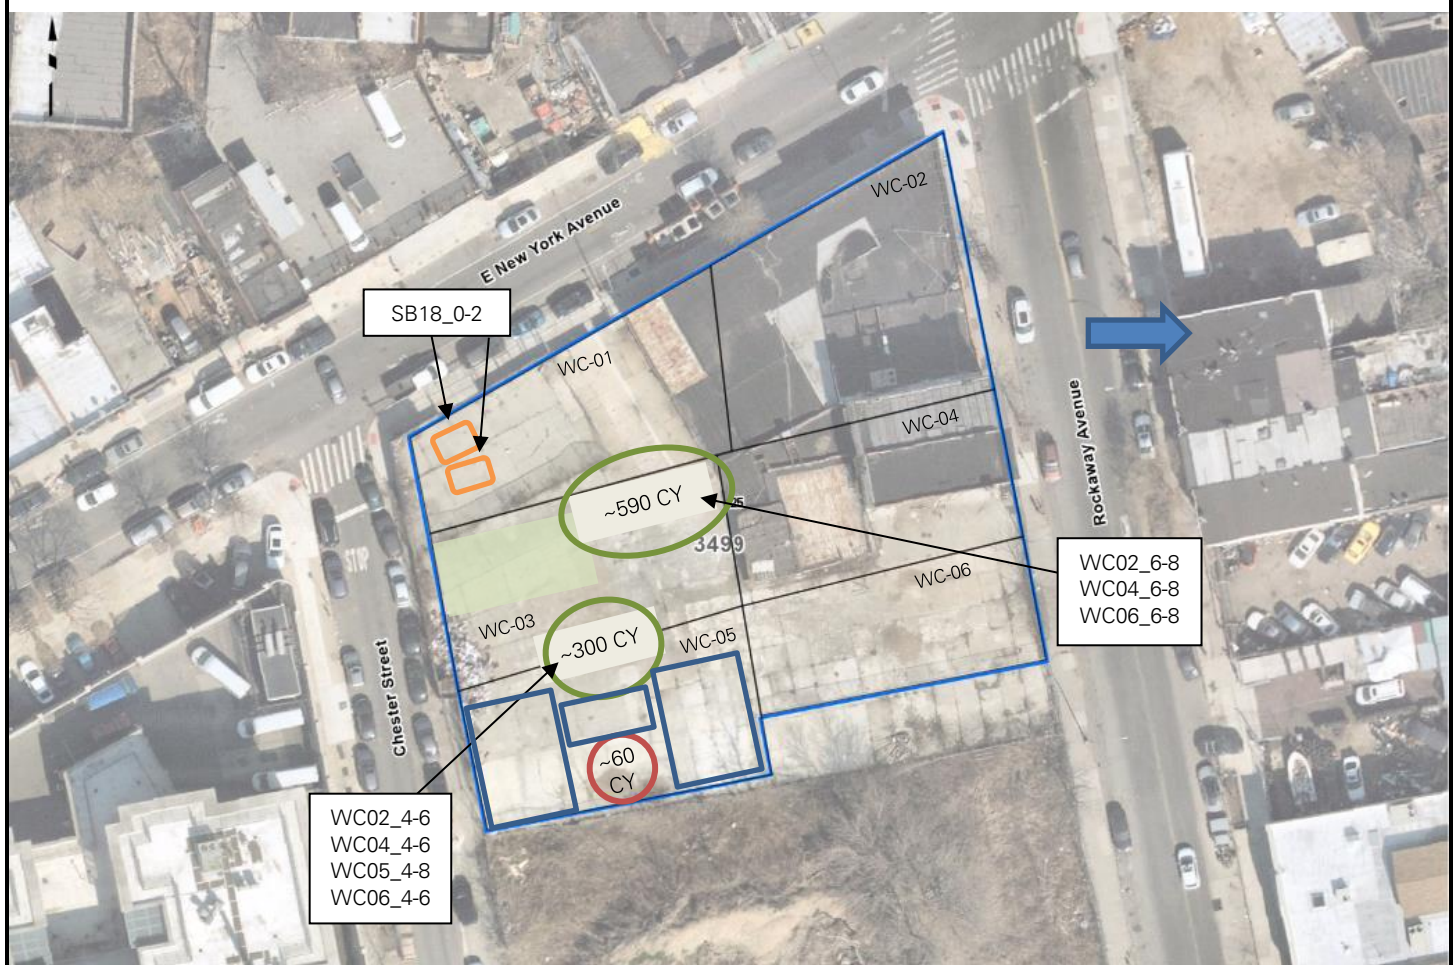 WC-02
E New York Avenue
SB18_0-2
WC-01
WC-04
Rockaway Avenue
~590 CY
25
3499
WC02_6-8
WC04_6-8
WC06_6-8
WC-06
WC-03
~300 CY
WC-05
Chester Street
~60
CY
WC02_4-6
WC04_4-6
WC05_4-8
WC06_4-6